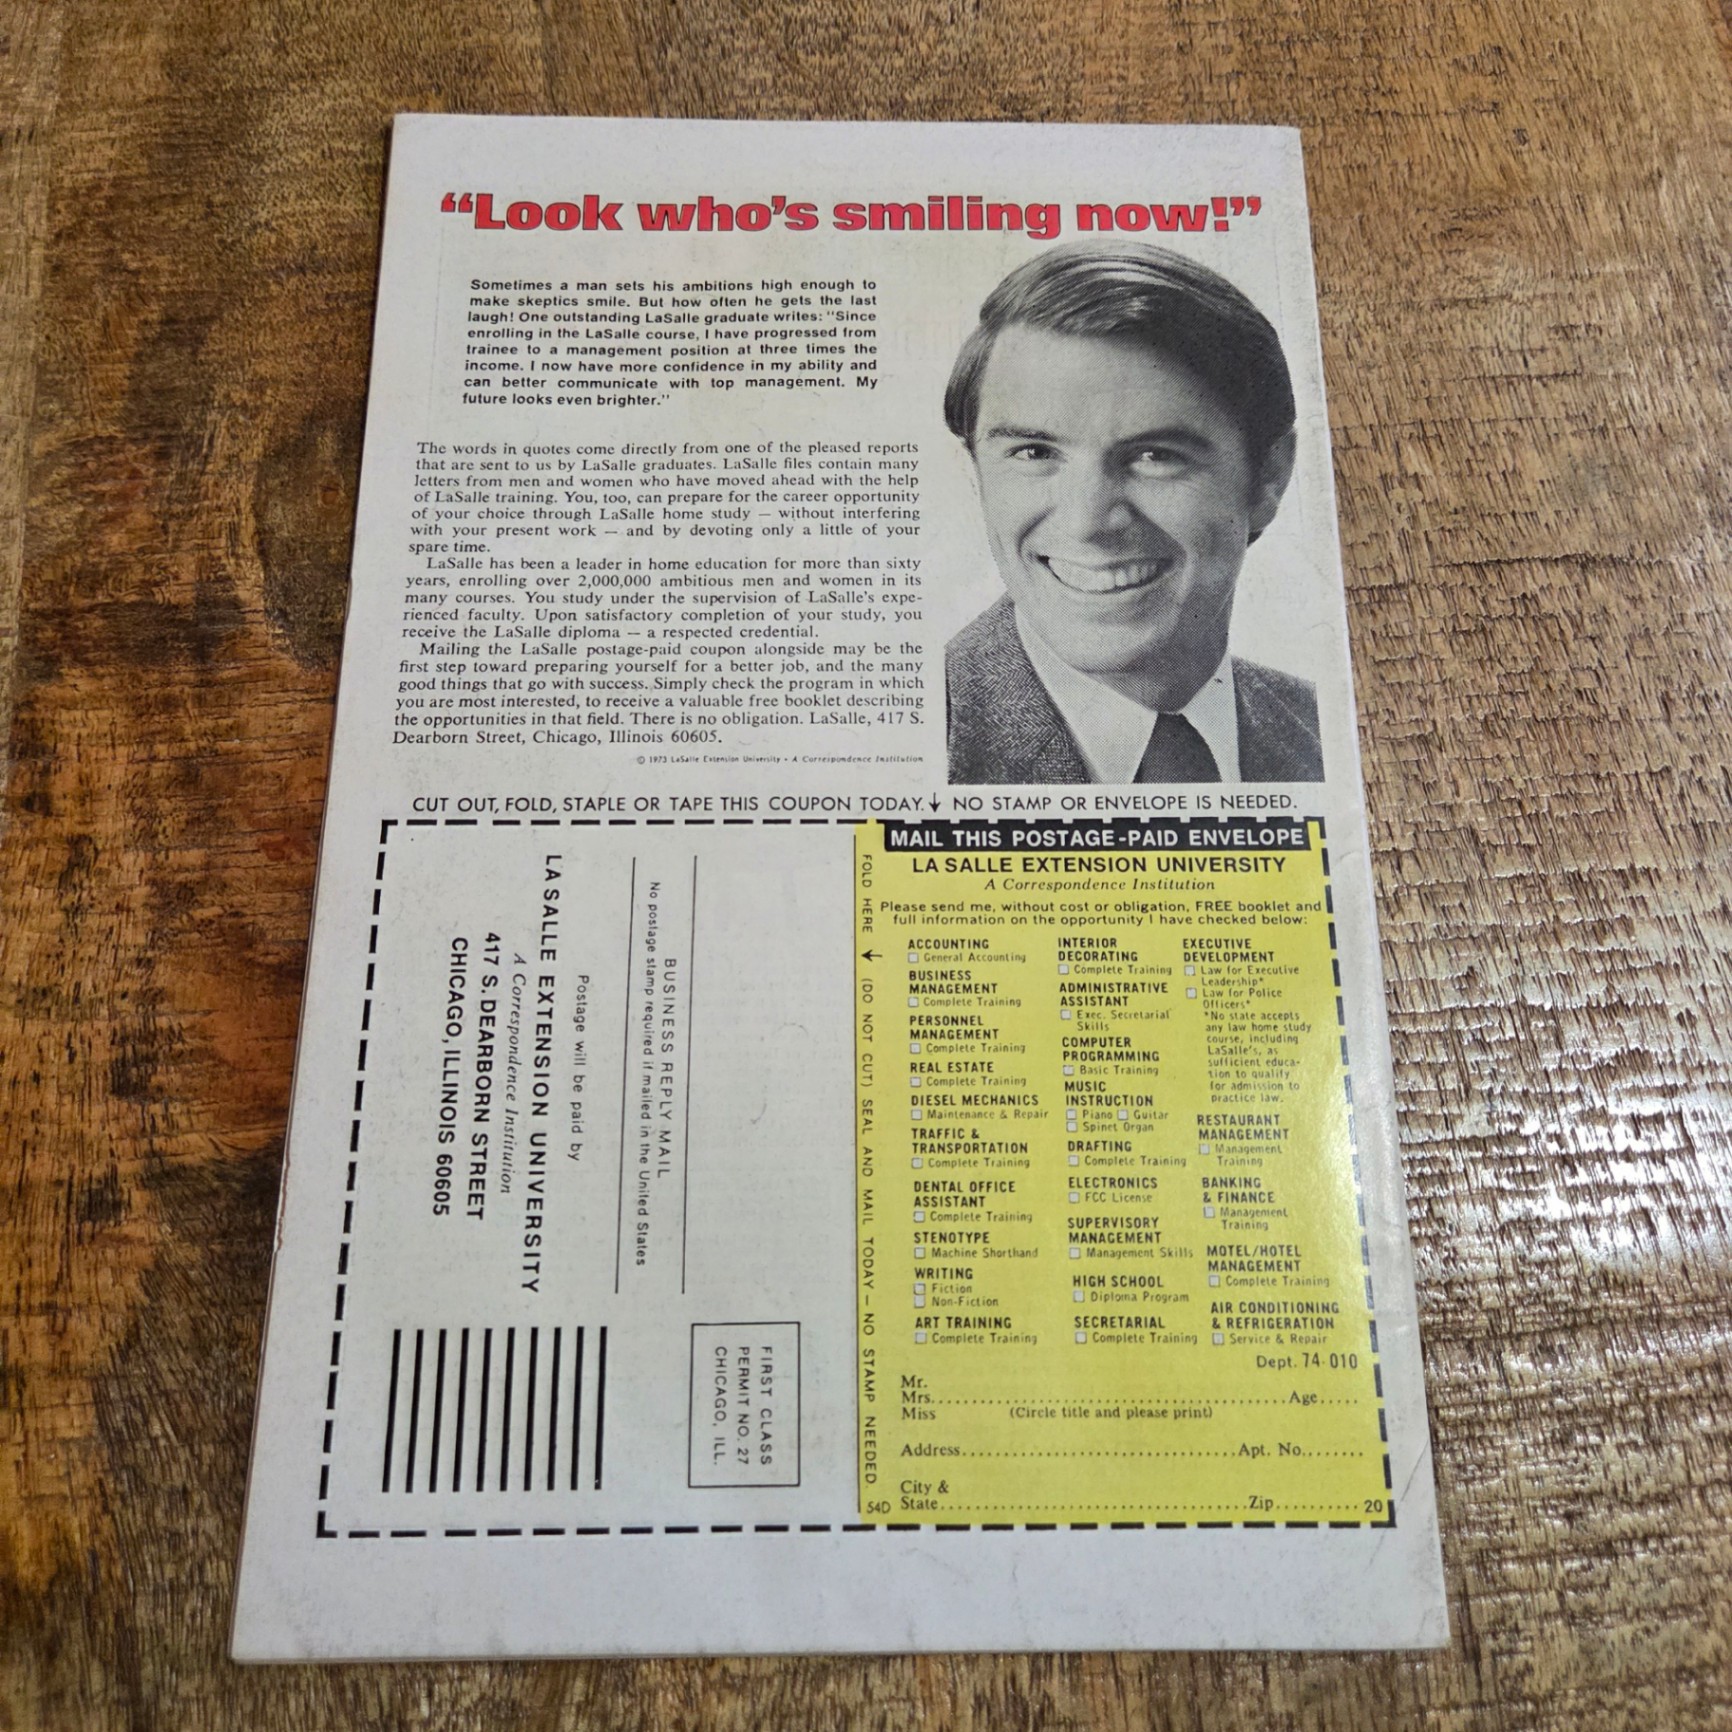 “Look who’s smiling now!”
Sometimes a man sets his ambitions high enough to
make skeptics smile. But how often he gets the last
laugh! One outstanding LaSalle graduate writes: "Since
enrolling in the LaSalle course, I have progressed from
trainee to a management position at three times the
income. I now have more confidence in my ability and
can better communicate with top management. My
future looks even brighter."
The words in quotes come directly from one of the pleased reports
that are sent to us by LaSalle graduates. LaSalle files contain many
letters from men and women who have moved ahead with the help
of LaSalle training. You, too, can prepare for the career opportunity
of your choice through LaSalle home study — without interfering
with your present work — and by devoting only a little of your
spare time.
LaSalle has been a leader in home education for more than sixty
years, enrolling over 2,000,000 ambitious men and women in its
many courses. You study under the supervision of LaSalle's expe-
rienced faculty. Upon satisfactory completion of your study, you
receive the LaSalle diploma — a respected credential.
Mailing the LaSalle postage-paid coupon alongside may be the
first step toward preparing yourself for a better job, and the many
good things that go with success. Simply check the program in which
you are most interested, to receive a valuable free booklet describing
the opportunities in that field. There is no obligation. LaSalle, 417 S.
Dearborn Street, Chicago, Illinois 60605.
© 1973 LaSalle Extension University • A Correspondence Institution
CUT OUT, FOLD, STAPLE OR TAPE THIS COUPON TODAY. ↓ NO STAMP OR ENVELOPE IS NEEDED.
FIRST CLASS
PERMIT NO. 27
CHICAGO, ILL.
BUSINESS REPLY MAIL
No postage stamp required if mailed in the United States
Postage will be paid by
LA SALLE EXTENSION UNIVERSITY
A Correspondence Institution
417 S. DEARBORN STREET
CHICAGO, ILLINOIS 60605
FOLD HERE ↓ (DO NOT CUT) SEAL AND MAIL TODAY — NO STAMP NEEDED.
MAIL THIS POSTAGE-PAID ENVELOPE
LA SALLE EXTENSION UNIVERSITY
A Correspondence Institution
Please send me, without cost or obligation, FREE booklet and
full information on the opportunity I have checked below:
ACCOUNTING
General Accounting
BUSINESS
MANAGEMENT
Complete Training
PERSONNEL
MANAGEMENT
Complete Training
REAL ESTATE
Complete Training
DIESEL MECHANICS
Maintenance & Repair
TRAFFIC &
TRANSPORTATION
Complete Training
DENTAL OFFICE
ASSISTANT
Complete Training
STENOTYPE
Machine Shorthand
WRITING
Fiction
Non-Fiction
ART TRAINING
Complete Training
INTERIOR
DECORATING
Complete Training
ADMINISTRATIVE
ASSISTANT
Exec. Secretarial
Skills
COMPUTER
PROGRAMMING
Basic Training
MUSIC
INSTRUCTION
Piano Guitar
Spinet Organ
DRAFTING
Complete Training
ELECTRONICS
FCC License
SUPERVISORY
MANAGEMENT
Management Skills
HIGH SCHOOL
Diploma Program
SECRETARIAL
Complete Training
EXECUTIVE
DEVELOPMENT
Law for Executive
Leadership*
Law for Police
Officers*
*No state accepts
any law home study
course, including
LaSalle's, as
sufficient educa-
tion to qualify
for admission to
practice law.
RESTAURANT
MANAGEMENT
Management
Training
BANKING
& FINANCE
Management
Training
MOTEL/HOTEL
MANAGEMENT
Complete Training
AIR CONDITIONING
& REFRIGERATION
Service & Repair
Dept. 74-010
Mr.
Mrs. Age
Miss (Circle title and please print)
Address Apt. No.
City &
State Zip 20
54D